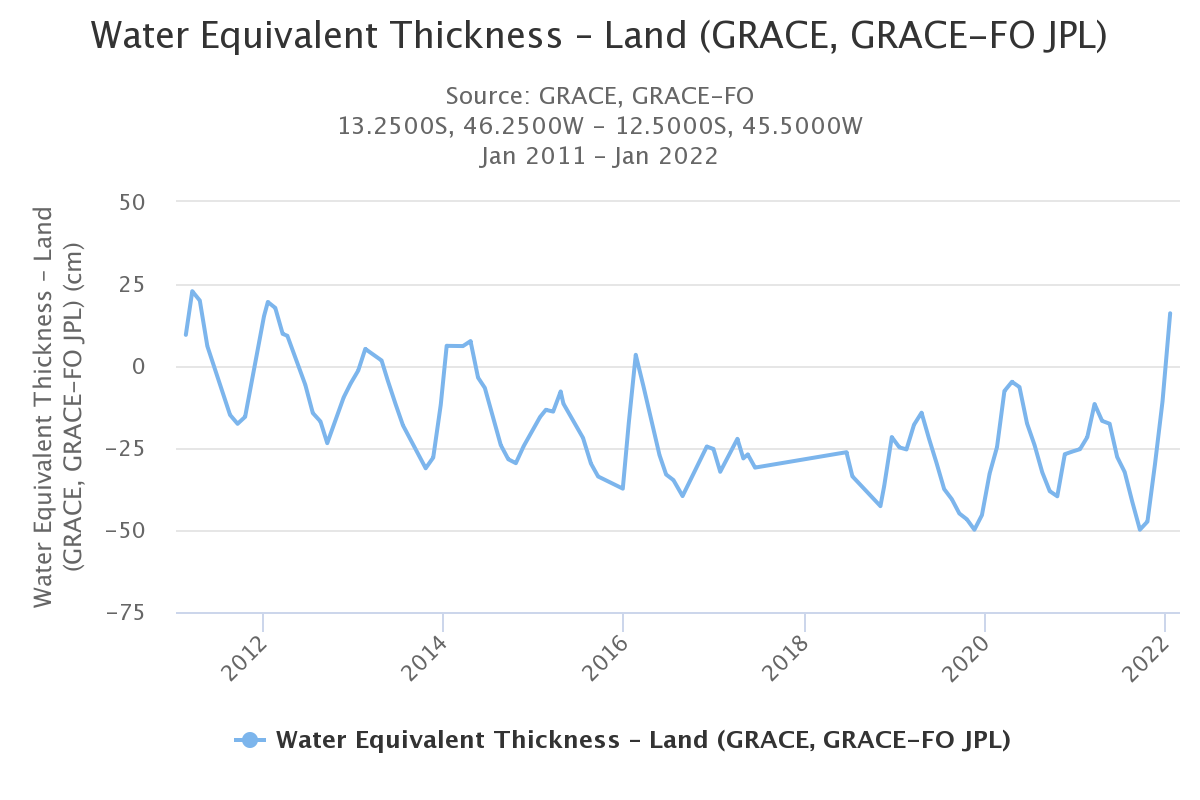 Water Equivalent Thickness – Land (GRACE, GRACE–FO JPL)
Source: GRACE, GRACE–FO
13.2500S, 46.2500W – 12.5000S, 45.5000W
Jan 2011 – Jan 2022
Water Equivalent Thickness – Land
(GRACE, GRACE–FO JPL) (cm)
50
25
0
–25
–50
–75
2012
2014
2016
2018
2020
2022
Water Equivalent Thickness – Land (GRACE, GRACE–FO JPL)